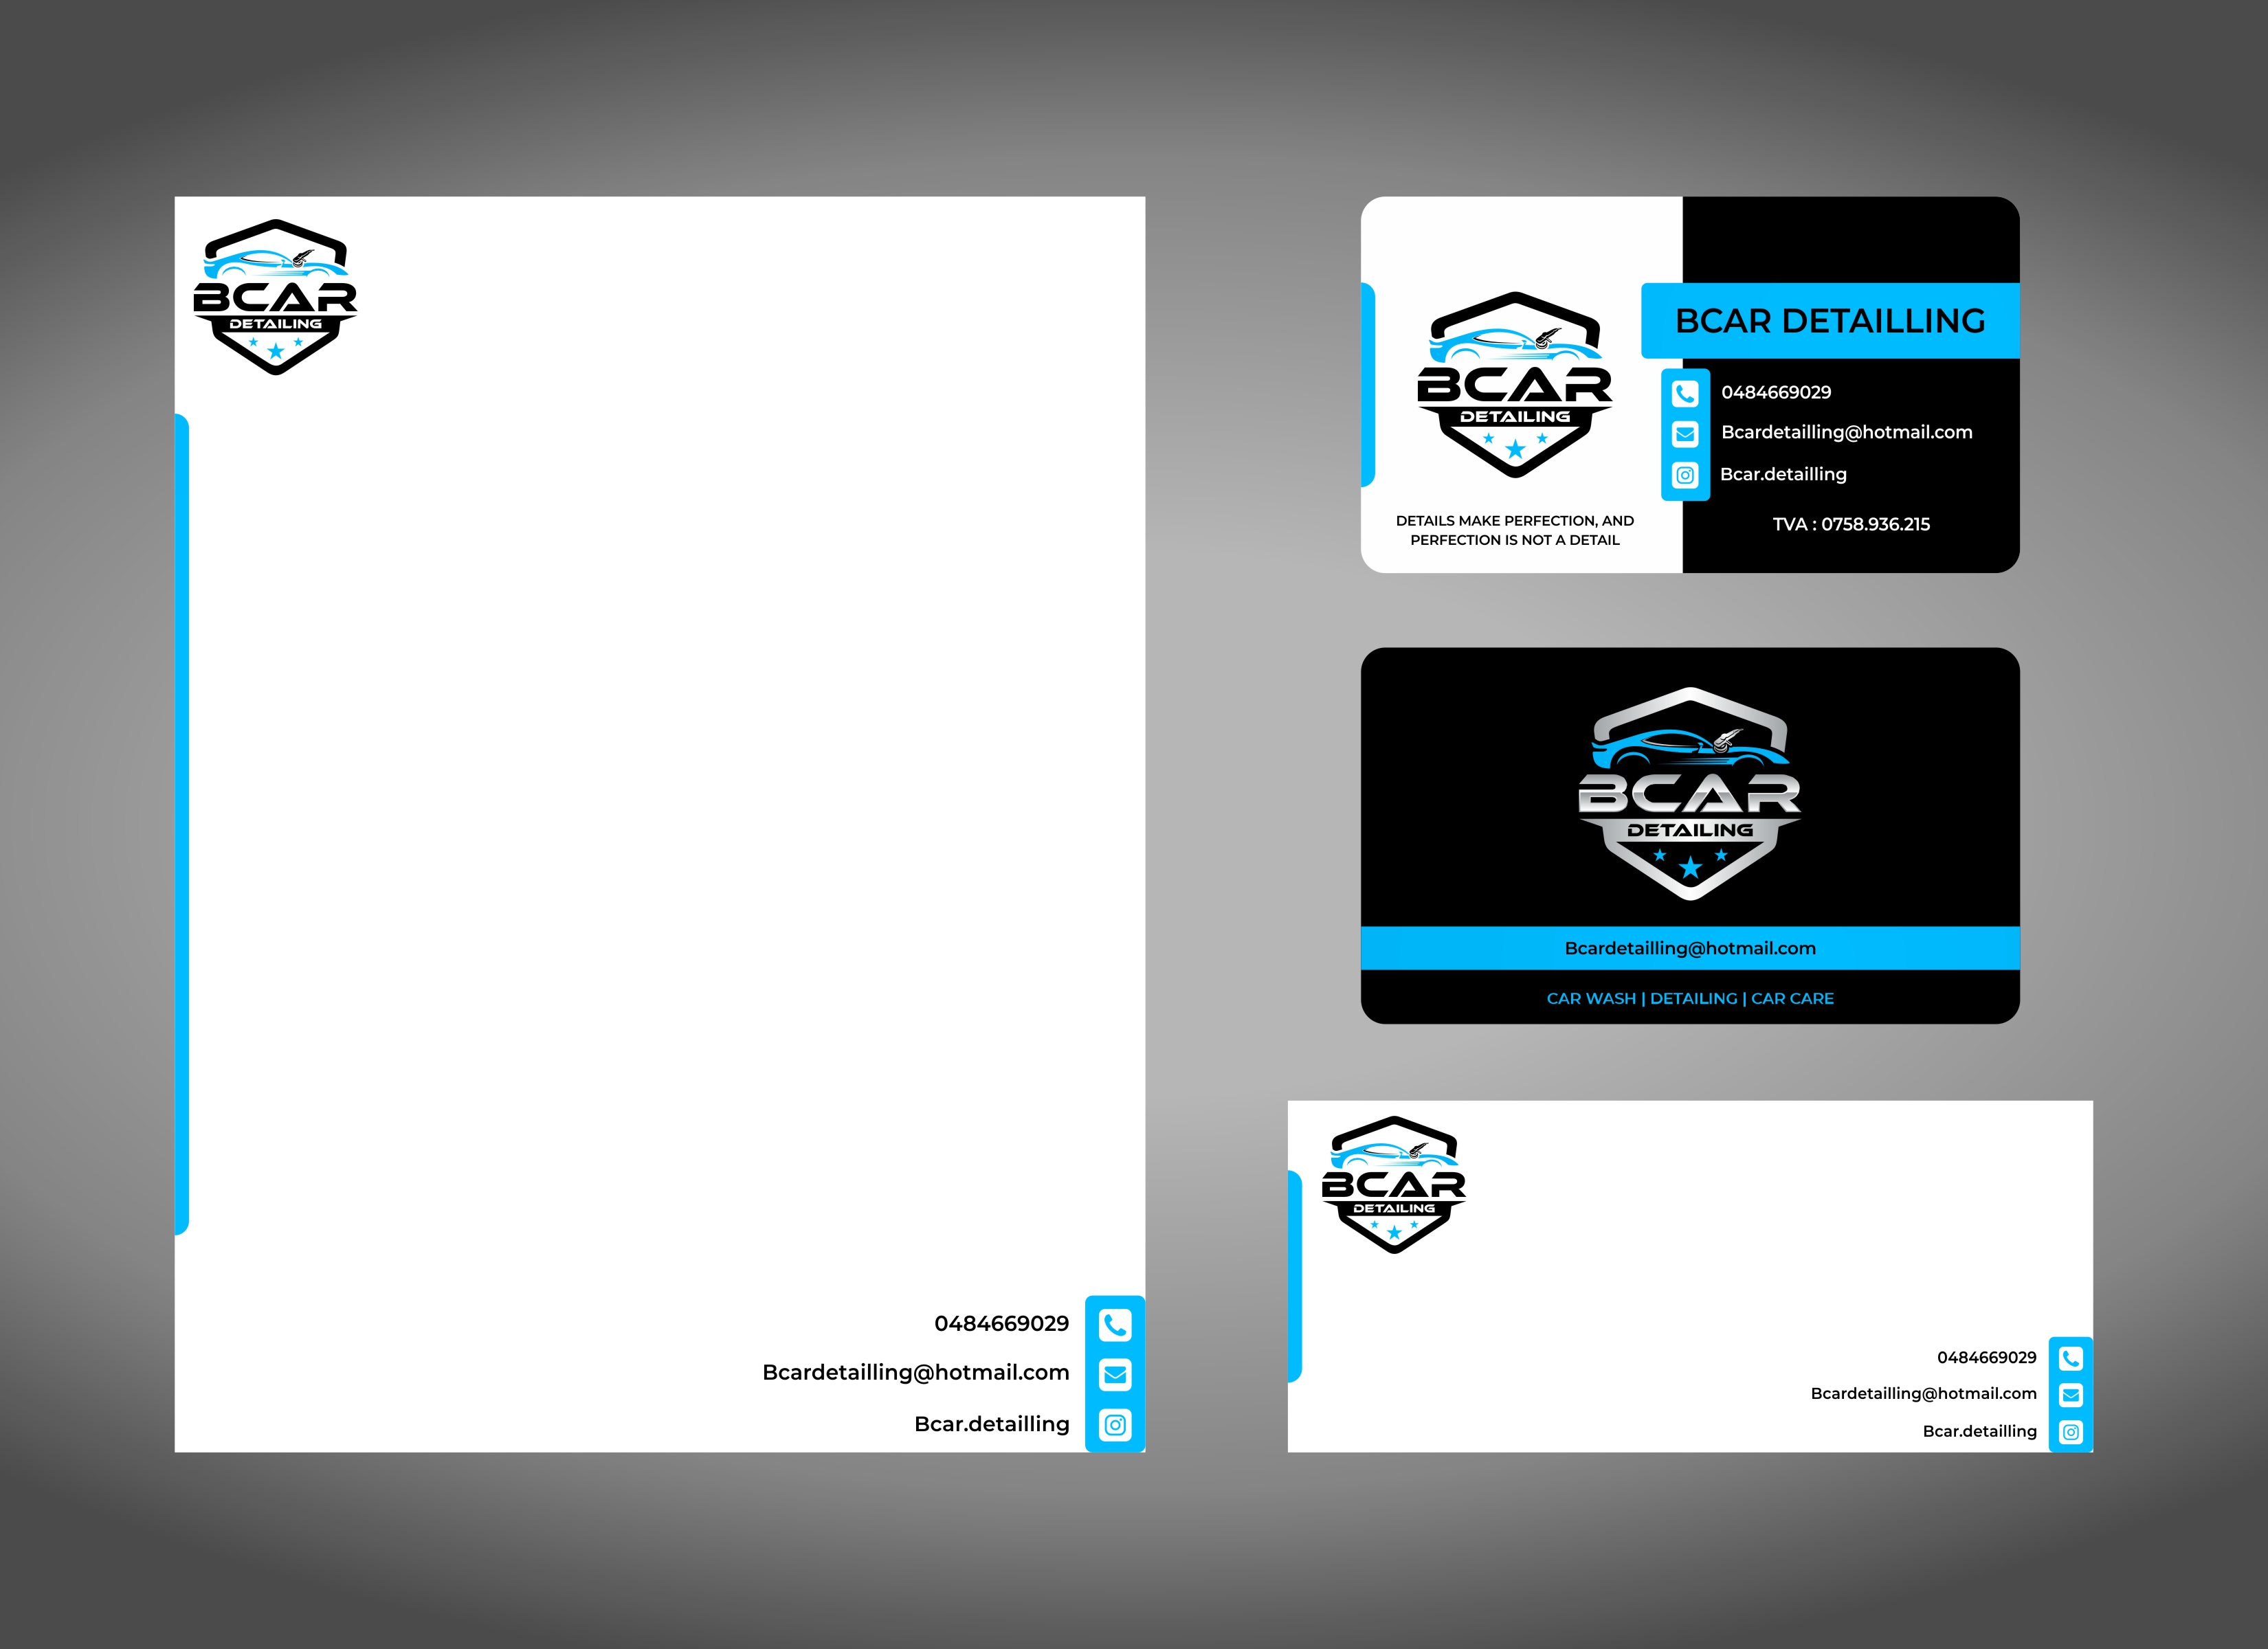 BCAR
DETAILING
0484669029
Bcardetailling@hotmail.com
Bcar.detailling
BCAR
DETAILING
DETAILS MAKE PERFECTION, AND
PERFECTION IS NOT A DETAIL
BCAR DETAILLING
0484669029
Bcardetailling@hotmail.com
Bcar.detailling
TVA : 0758.936.215
BCAR
DETAILING
Bcardetailling@hotmail.com
CAR WASH | DETAILING | CAR CARE
BCAR
DETAILING
0484669029
Bcardetailling@hotmail.com
Bcar.detailling